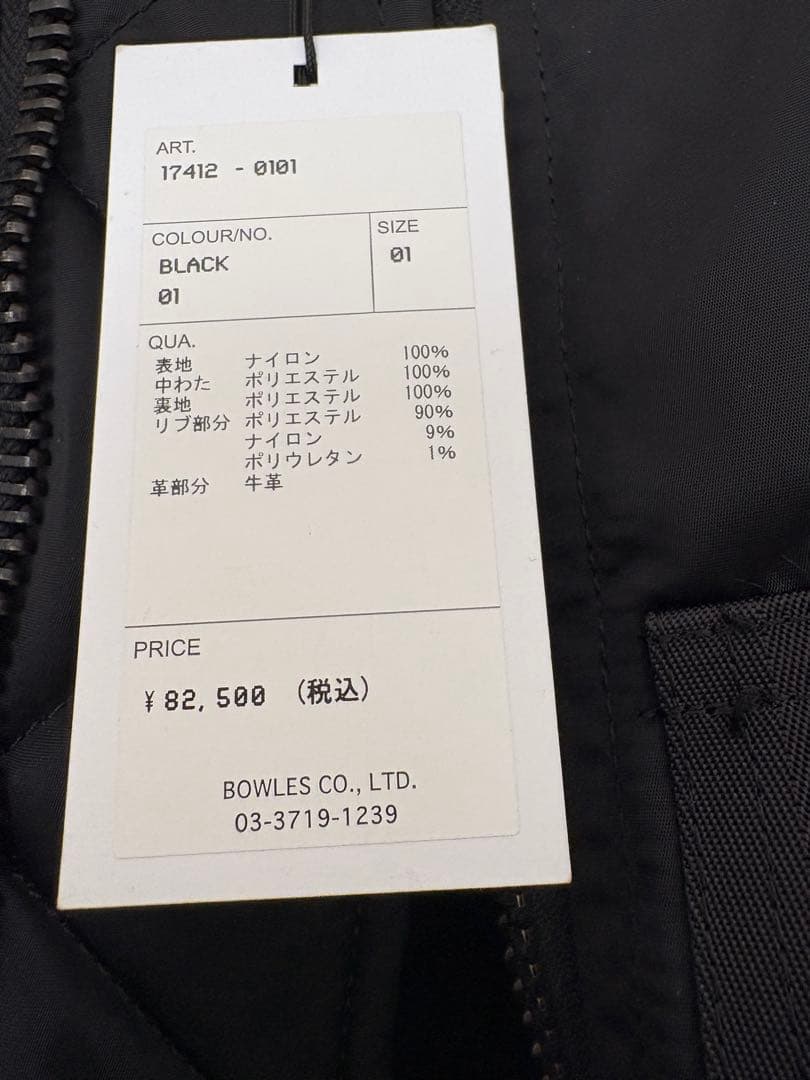 ART.
17412 - 0101
COLOUR/NO.
BLACK
01
SIZE
01
QUA.
表地 ナイロン 100%
中わた ポリエステル 100%
裏地 ポリエステル 100%
リブ部分 ポリエステル 90%
ナイロン 9%
ポリウレタン 1%
革部分 牛革
PRICE
¥82,500 (税込)
BOWLES CO., LTD.
03-3719-1239